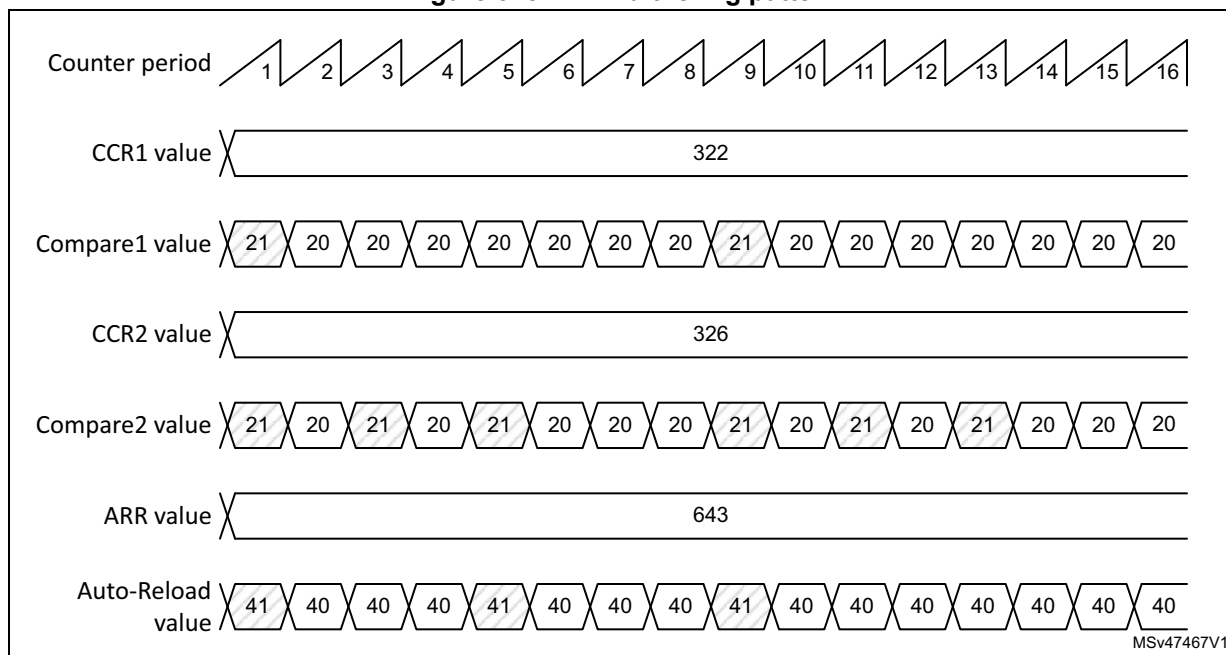 Counter period 1 2 3 4 5 6 7 8 9 10 11 12 13 14 15 16
CCR1 value 322
Compare1 value 21 20 20 20 20 20 20 20 21 20 20 20 20 20 20 20
CCR2 value 326
Compare2 value 21 20 21 20 21 20 20 20 21 20 21 20 21 20 20 20
ARR value 643
Auto-Reload
value 41 40 40 40 41 40 40 40 41 40 40 40 40 40 40 40
MSv47467V1